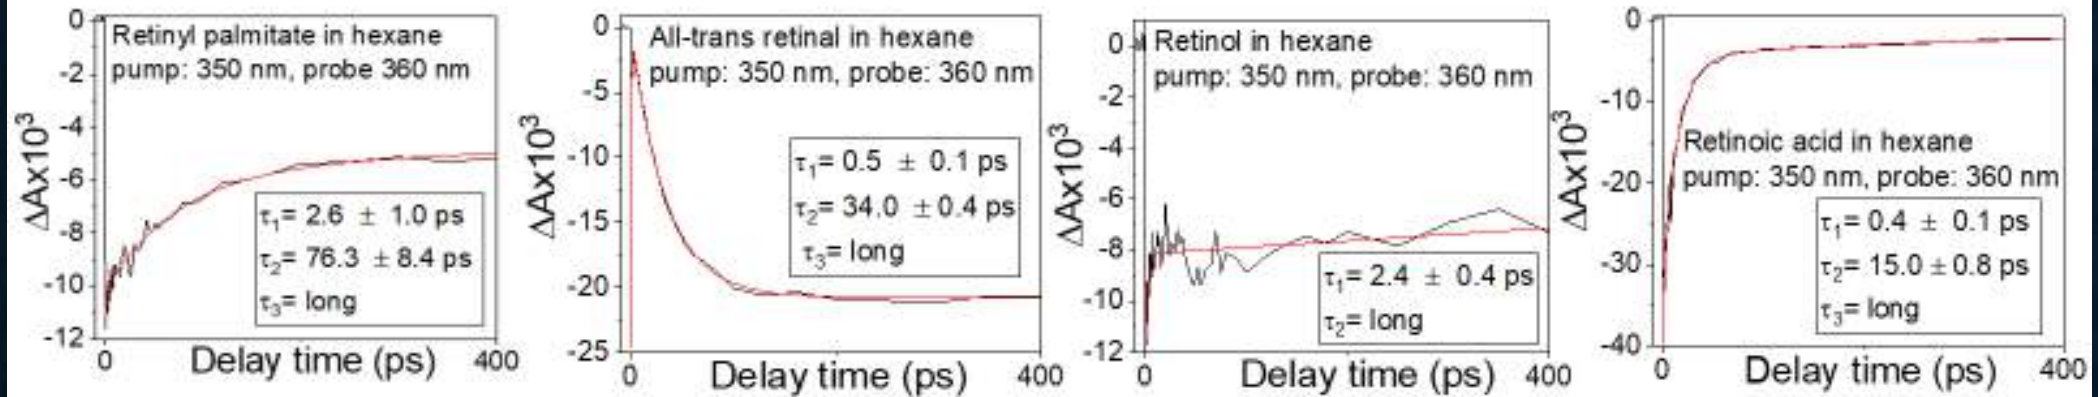 Retinyl palmitate in hexane
pump: 350 nm, probe 360 nm
0
-2
-4
-6
-8
-10
-12
ΔAx10³
τ₁= 2.6 ± 1.0 ps
τ₂= 76.3 ± 8.4 ps
τ₃= long
0
400
Delay time (ps)
All-trans retinal in hexane
pump: 350 nm, probe: 360 nm
0
-5
-10
-15
-20
-25
ΔAx10³
τ₁= 0.5 ± 0.1 ps
τ₂= 34.0 ± 0.4 ps
τ₃= long
0
400
Delay time (ps)
Retinol in hexane
pump: 350 nm, probe: 360 nm
0
-2
-4
-6
-8
-10
-12
ΔAx10³
τ₁= 2.4 ± 0.4 ps
τ₂= long
0
400
Delay time (ps)
0
-10
-20
-30
-40
ΔAx10³
Retinoic acid in hexane
pump: 350 nm, probe: 360 nm
τ₁= 0.4 ± 0.1 ps
τ₂= 15.0 ± 0.8 ps
τ₃= long
0
400
Delay time (ps)